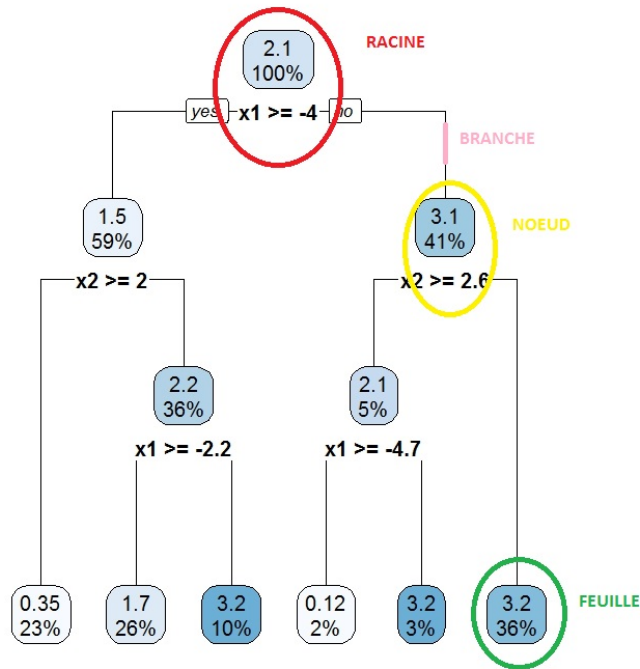 RACINE
2.1
100%
yes x1 >= -4 no
BRANCHE
1.5
59%
3.1
41%
NOEUD
x2 >= 2
x2 >= 2.6
2.2
36%
2.1
5%
x1 >= -2.2
x1 >= -4.7
0.35
23%
1.7
26%
3.2
10%
0.12
2%
3.2
3%
3.2
36%
FEUILLE